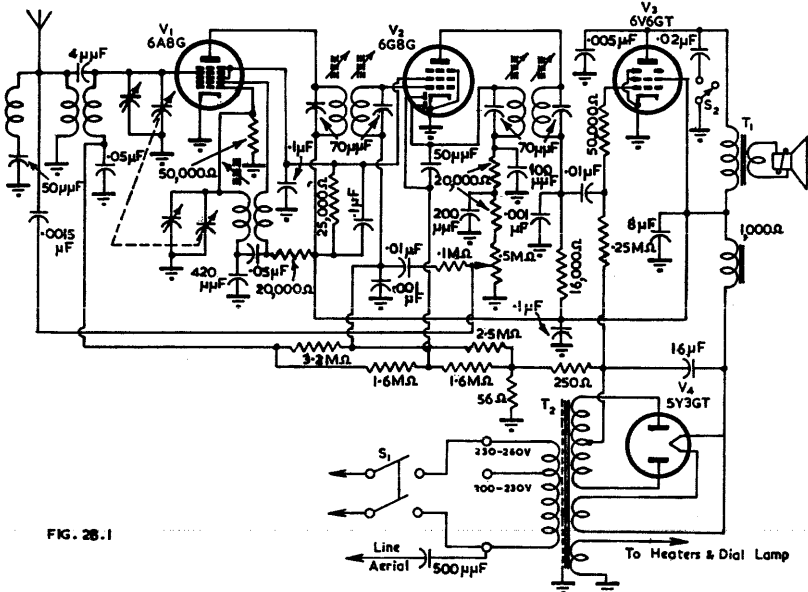 V1
6A8G
V2
6G8G
V3
6V6GT
4μμF
.005μF
.02μF
S2
T1
50μμF
.05μF
50,000Ω
.1μF
70μμF
50μμF
70μμF
100 μμF
.01μF
50,000Ω
.0015 μF
25,000Ω
.1μF
20,000Ω
200 μμF
.001 μF
8μF
1,000Ω
420 μμF
.05μF
20,000Ω
.01μF
.1MΩ
.5MΩ
16,000Ω
.25MΩ
.001 μF
.1μF
3.2MΩ
2.5MΩ
16μF
1.6MΩ
1.6MΩ
250Ω
V4
5Y3GT
56Ω
T2
S1
230-260V
200-230V
FIG. 28.1
Line
Aerial
500μμF
To Heaters & Dial Lamp